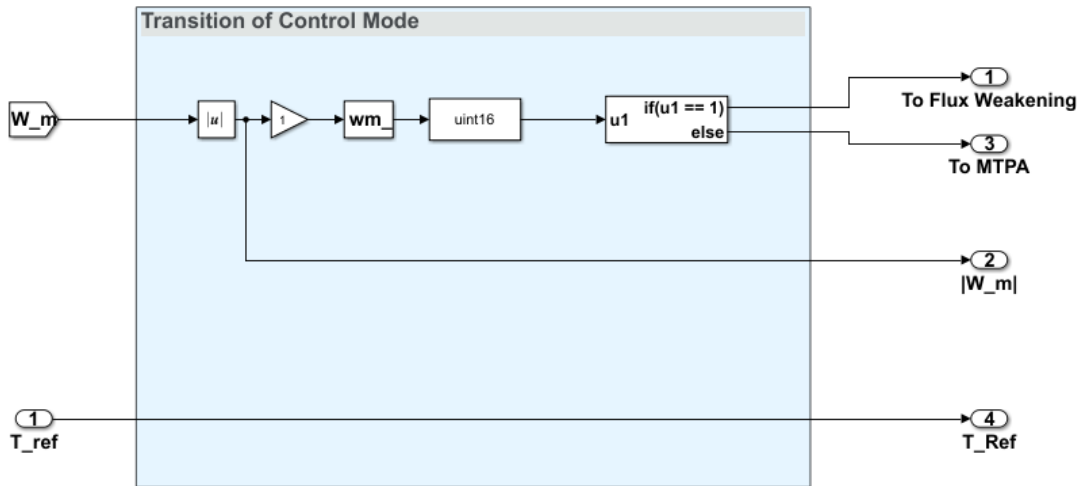 Transition of Control Mode
W_m
|u|
1
wm_
uint16
u1
if(u1 == 1)
else
1
To Flux Weakening
3
To MTPA
2
|W_m|
1
T_ref
4
T_Ref